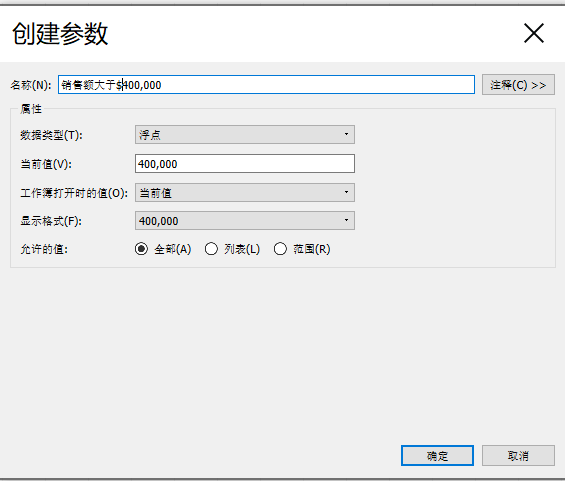 创建参数
名称(N): 销售额大于$400,000 注释(C) >>
属性
数据类型(T): 浮点
当前值(V): 400,000
工作簿打开时的值(O): 当前值
显示格式(F): 400,000
允许的值: 全部(A) 列表(L) 范围(R)
确定 取消